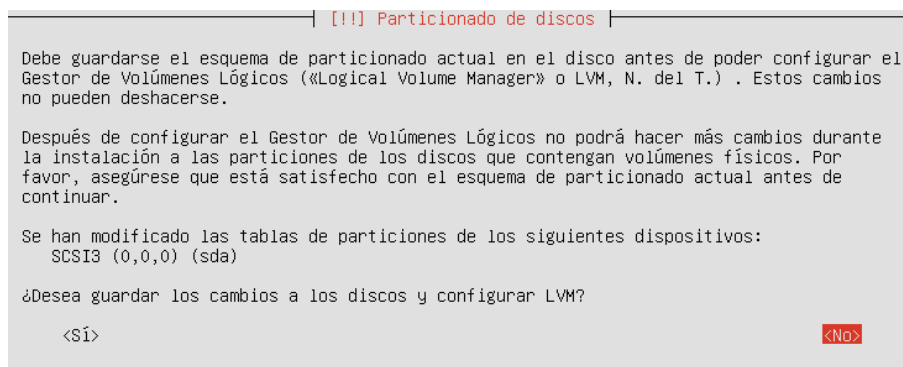 [!!] Particionado de discos
Debe guardarse el esquema de particionado actual en el disco antes de poder configurar el
Gestor de Volúmenes Lógicos («Logical Volume Manager» o LVM, N. del T.) . Estos cambios
no pueden deshacerse.
Después de configurar el Gestor de Volúmenes Lógicos no podrá hacer más cambios durante
la instalación a las particiones de los discos que contengan volúmenes físicos. Por
favor, asegúrese que está satisfecho con el esquema de particionado actual antes de
continuar.
Se han modificado las tablas de particiones de los siguientes dispositivos:
SCSI3 (0,0,0) (sda)
¿Desea guardar los cambios a los discos y configurar LVM?
<Sí> <No>